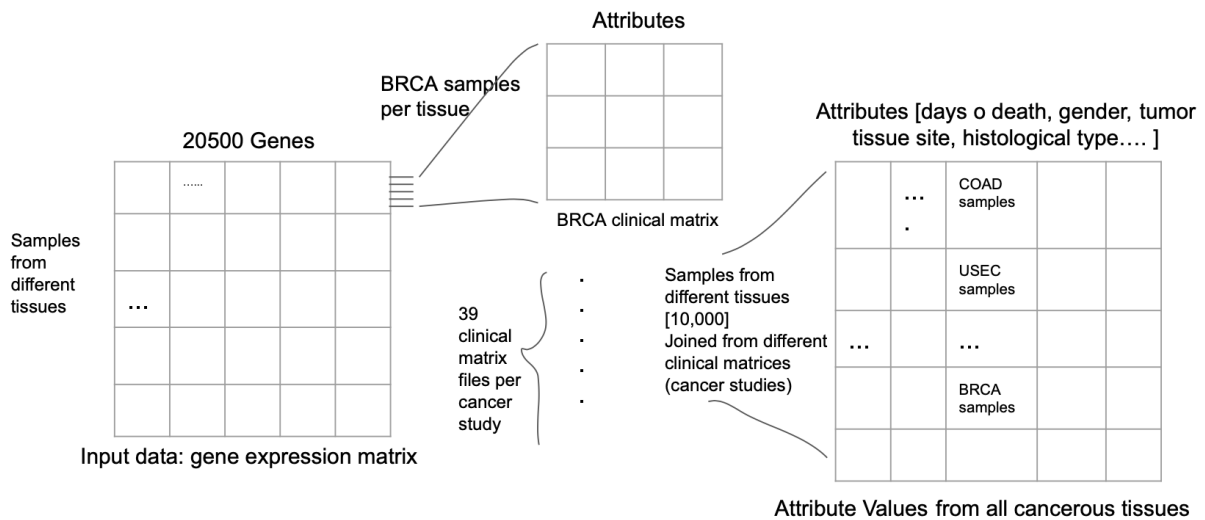 Attributes
BRCA samples
per tissue
20500 Genes
......
Samples
from
different
tissues
...
Input data: gene expression matrix
BRCA clinical matrix
39
clinical
matrix
files per
cancer
study
.
.
.
.
.
Samples from
different tissues
[10,000]
Joined from different
clinical matrices
(cancer studies)
Attributes [days o death, gender, tumor
tissue site, histological type.... ]
...
.
COAD
samples
USEC
samples
...
...
BRCA
samples
Attribute Values from all cancerous tissues